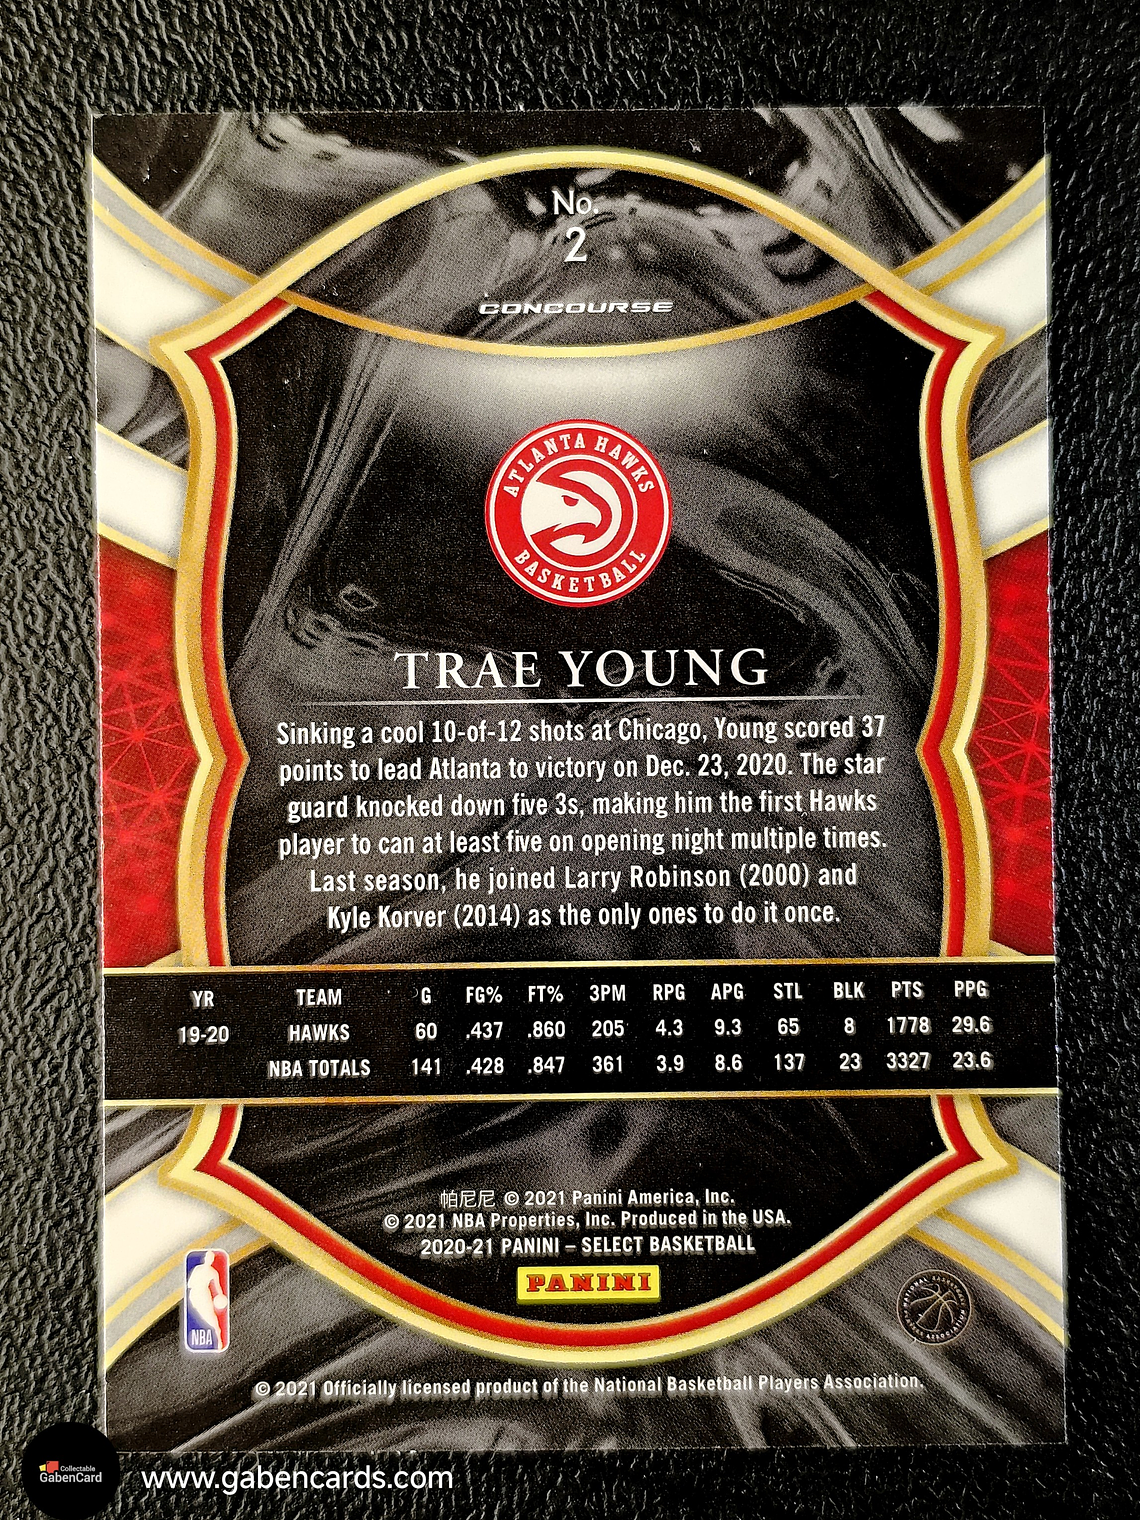 No.
2
CONCOURSE
ATLANTA HAWKS
BASKETBALL
TRAE YOUNG
Sinking a cool 10-of-12 shots at Chicago, Young scored 37
points to lead Atlanta to victory on Dec. 23, 2020. The star
guard knocked down five 3s, making him the first Hawks
player to can at least five on opening night multiple times.
Last season, he joined Larry Robinson (2000) and
Kyle Korver (2014) as the only ones to do it once.
YR TEAM G FG% FT% 3PM RPG APG STL BLK PTS PPG
19-20 HAWKS 60 .437 .860 205 4.3 9.3 65 8 1778 29.6
NBA TOTALS 141 .428 .847 361 3.9 8.6 137 23 3327 23.6
帕尼尼 © 2021 Panini America, Inc.
© 2021 NBA Properties, Inc. Produced in the USA.
2020-21 PANINI – SELECT BASKETBALL
PANINI
NBA
© 2021 Officially licensed product of the National Basketball Players Association.
Collectable
GabenCard
www.gabencards.com